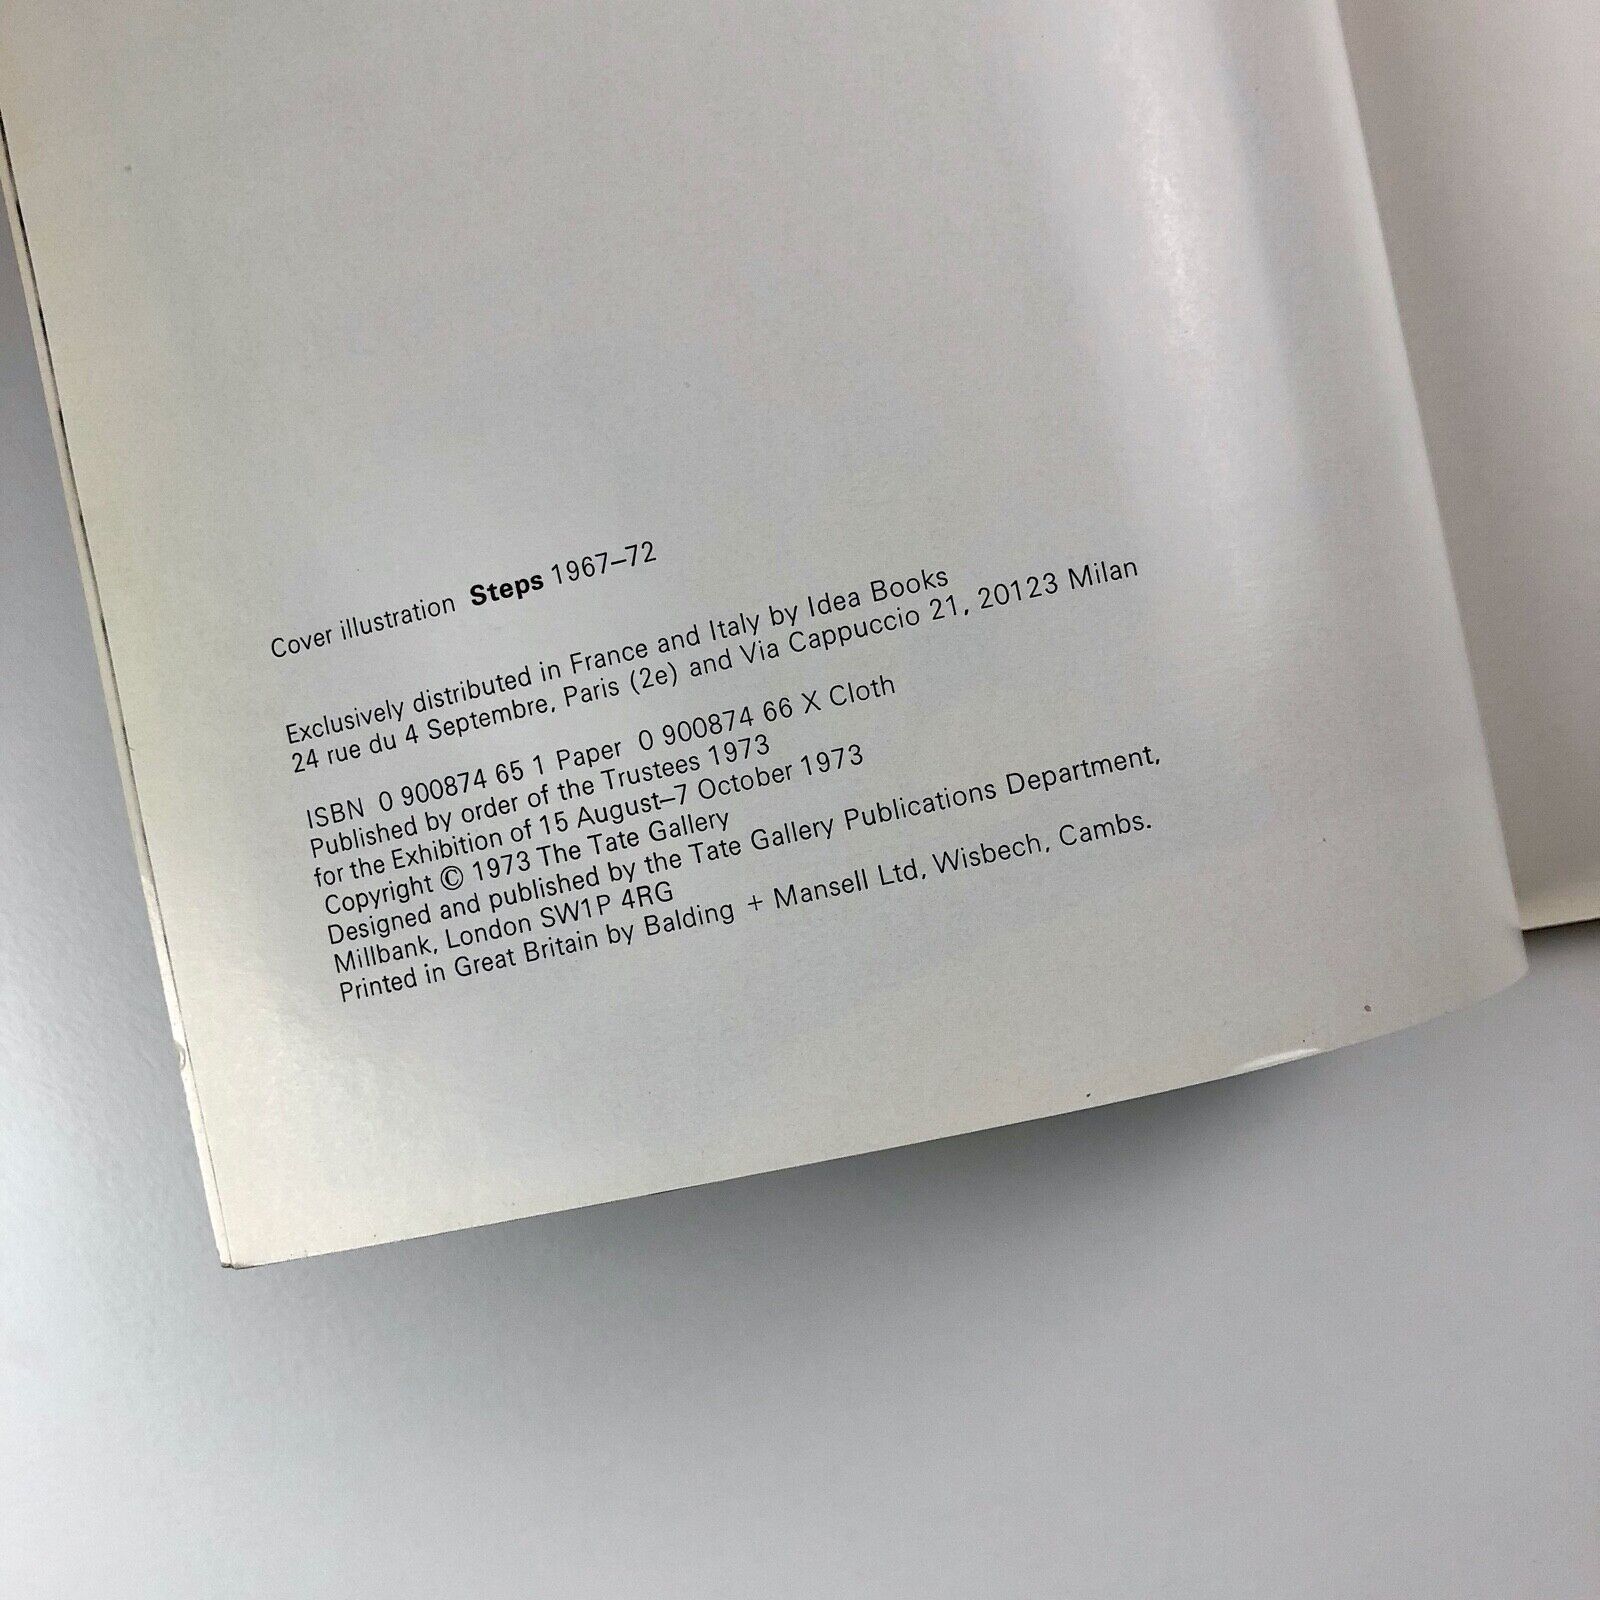 Cover illustration Steps 1967–72
Exclusively distributed in France and Italy by Idea Books
24 rue du 4 Septembre, Paris (2e) and Via Cappuccio 21, 20123 Milan
ISBN 0 900874 65 1 Paper 0 900874 66 X Cloth
Published by order of the Trustees 1973
for the Exhibition of 15 August–7 October 1973
Copyright © 1973 The Tate Gallery
Designed and published by the Tate Gallery Publications Department,
Millbank, London SW1P 4RG
Printed in Great Britain by Balding + Mansell Ltd, Wisbech, Cambs.